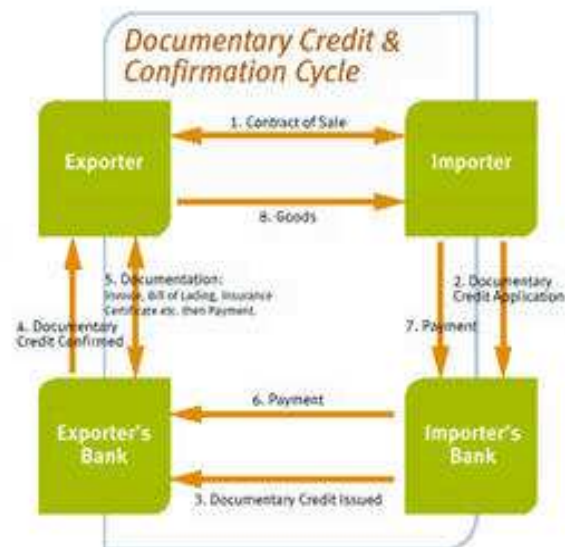 Documentary Credit &
Confirmation Cycle
1. Contract of Sale
Exporter
Importer
8. Goods
5. Documentation:
Invoice, Bill of Lading, Insurance
Certificate etc. then Payment.
2. Documentary
Credit Application
4. Documentary
Credit Confirmed
7. Payment
6. Payment
Exporter's
Bank
Importer's
Bank
3. Documentary Credit Issued